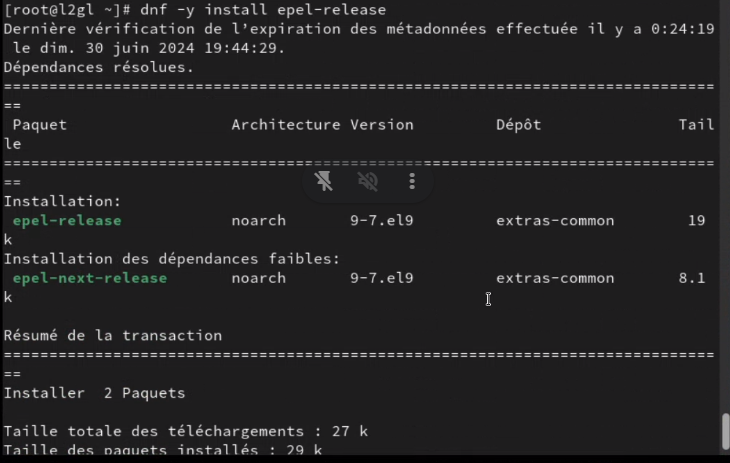 [root@l2gl ~]# dnf -y install epel-release
Dernière vérification de l’expiration des métadonnées effectuée il y a 0:24:19
 le dim. 30 juin 2024 19:44:29.
Dépendances résolues.
================================================================================
==
 Paquet Architecture Version Dépôt Tail
le
================================================================================
==
Installation:
 epel-release noarch 9-7.el9 extras-common 19
k
Installation des dépendances faibles:
 epel-next-release noarch 9-7.el9 extras-common 8.1
k
Résumé de la transaction
================================================================================
==
Installer  2 Paquets
Taille totale des téléchargements : 27 k
Taille des paquets installés : 29 k